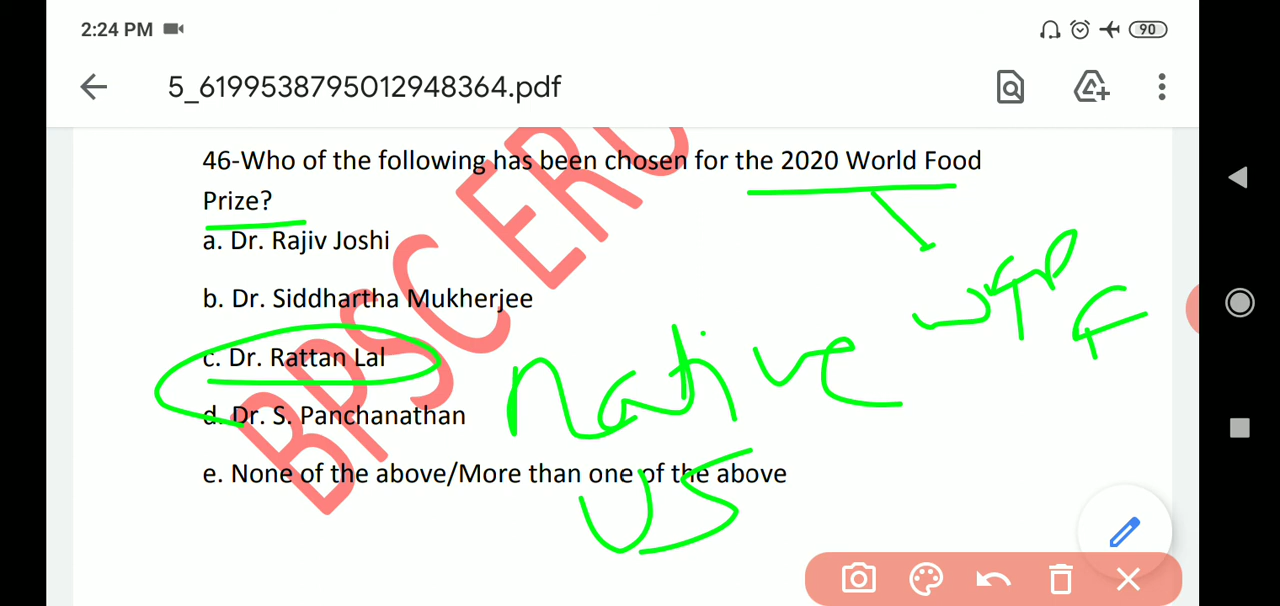 2:24 PM
90
5_6199538795012948364.pdf
46-Who of the following has been chosen for the 2020 World Food
Prize?
a. Dr. Rajiv Joshi
b. Dr. Siddhartha Mukherjee
c. Dr. Rattan Lal
d. Dr. S. Panchanathan
e. None of the above/More than one of the above
BPSC ERU
Native
US